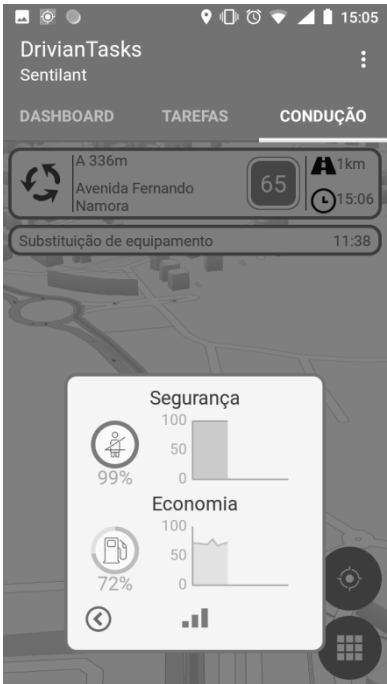 15:05
DrivianTasks
Sentilant
DASHBOARD TAREFAS CONDUÇÃO
A 336m
Avenida Fernando
Namora
65
1km
15:06
Substituição de equipamento 11:38
Segurança
100
50
0
99%
Economia
100
50
0
72%